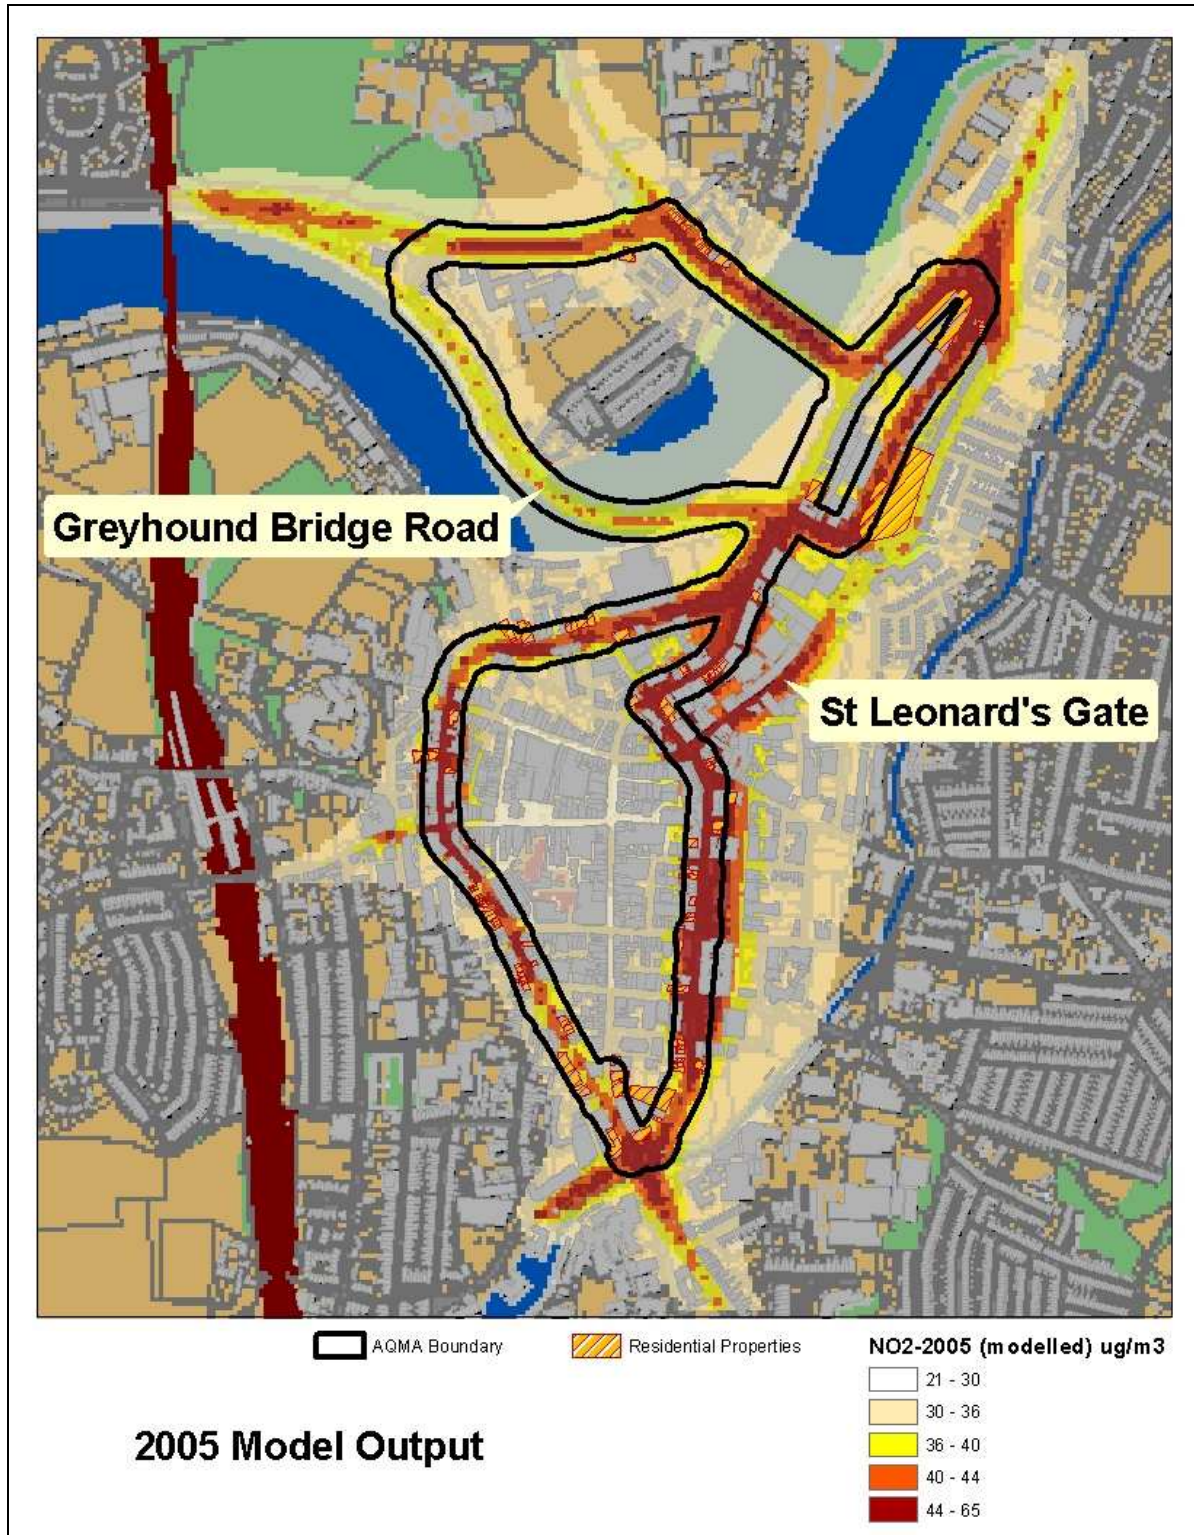 Greyhound Bridge Road
St Leonard's Gate
AQMA Boundary
Residential Properties
NO2-2005 (modelled) ug/m3
21 - 30
30 - 36
36 - 40
40 - 44
44 - 65
2005 Model Output